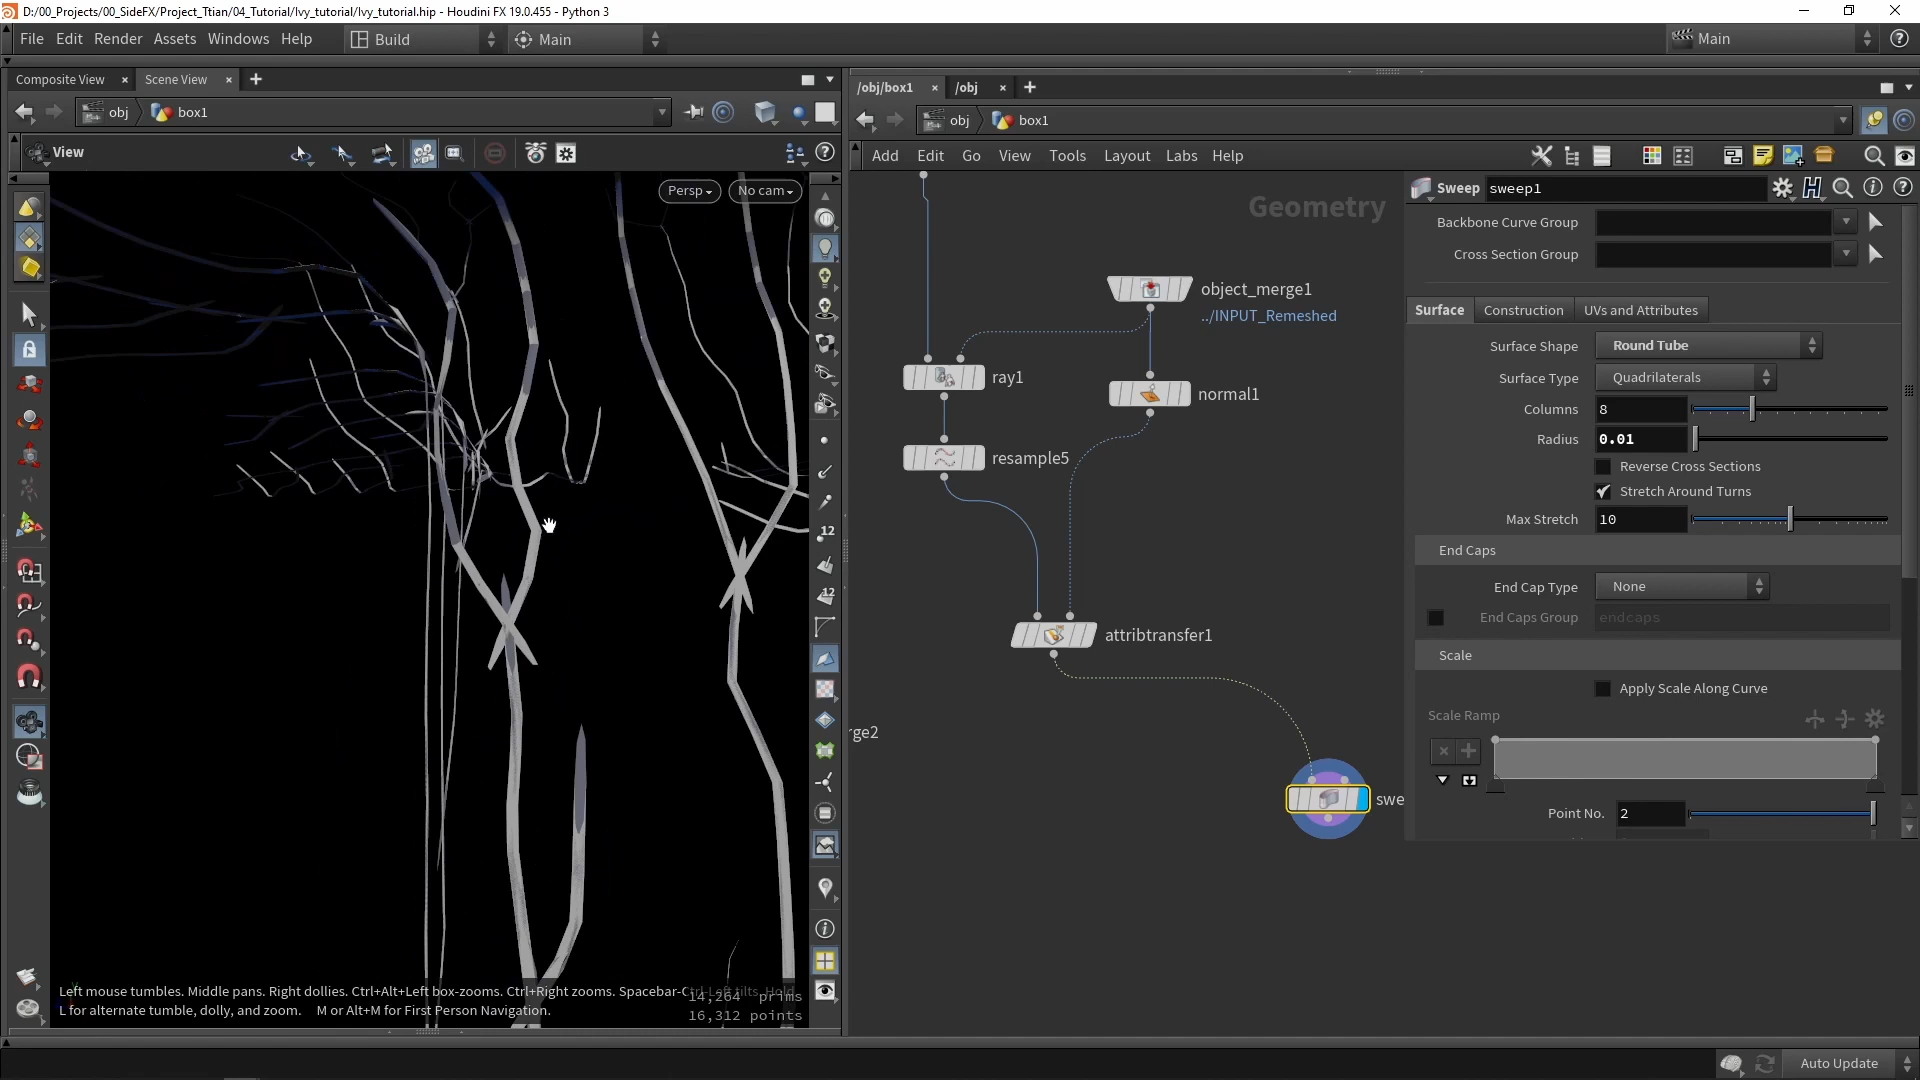 D:/00_Projects/00_SideFX/Project_Ttian/04_Tutorial/Ivy_tutorial/Ivy_tutorial.hip - Houdini FX 19.0.455 - Python 3
File Edit Render Assets Windows Help Build Main Main
Composite View Scene View
obj box1
View
Persp No cam
12
12
Left mouse tumbles. Middle pans. Right dollies. Ctrl+Alt+Left box-zooms. Ctrl+Right zooms. Spacebar-Ctrl-Left tilts. Hold
L for alternate tumble, dolly, and zoom. M or Alt+M for First Person Navigation.
14,264 prims
16,312 points
/obj/box1 /obj
obj box1
Add Edit Go View Tools Layout Labs Help
Geometry
object_merge1
../INPUT_Remeshed
ray1
normal1
resample5
attribtransfer1
rge2
swe
Sweep sweep1
Backbone Curve Group
Cross Section Group
Surface Construction UVs and Attributes
Surface Shape Round Tube
Surface Type Quadrilaterals
Columns 8
Radius 0.01
Reverse Cross Sections
Stretch Around Turns
Max Stretch 10
End Caps
End Cap Type None
End Caps Group endcaps
Scale
Apply Scale Along Curve
Scale Ramp
Point No. 2
Auto Update